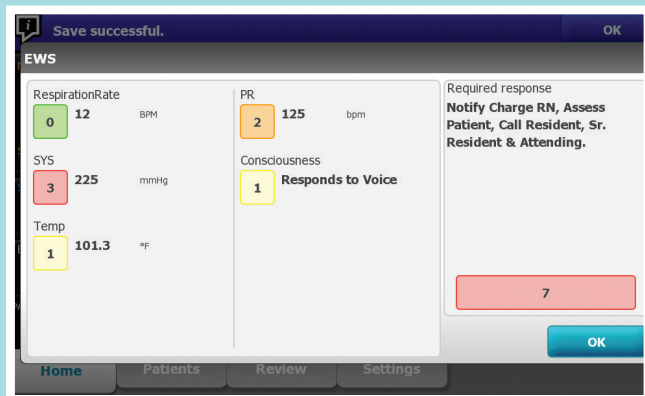 Save successful.
OK
EWS
RespirationRate
0 12 BPM
SYS
3 225 mmHg
Temp
1 101.3 °F
PR
2 125 bpm
Consciousness
1 Responds to Voice
Required response
Notify Charge RN, Assess
Patient, Call Resident, Sr.
Resident & Attending.
7
OK
Home Patients Review Settings